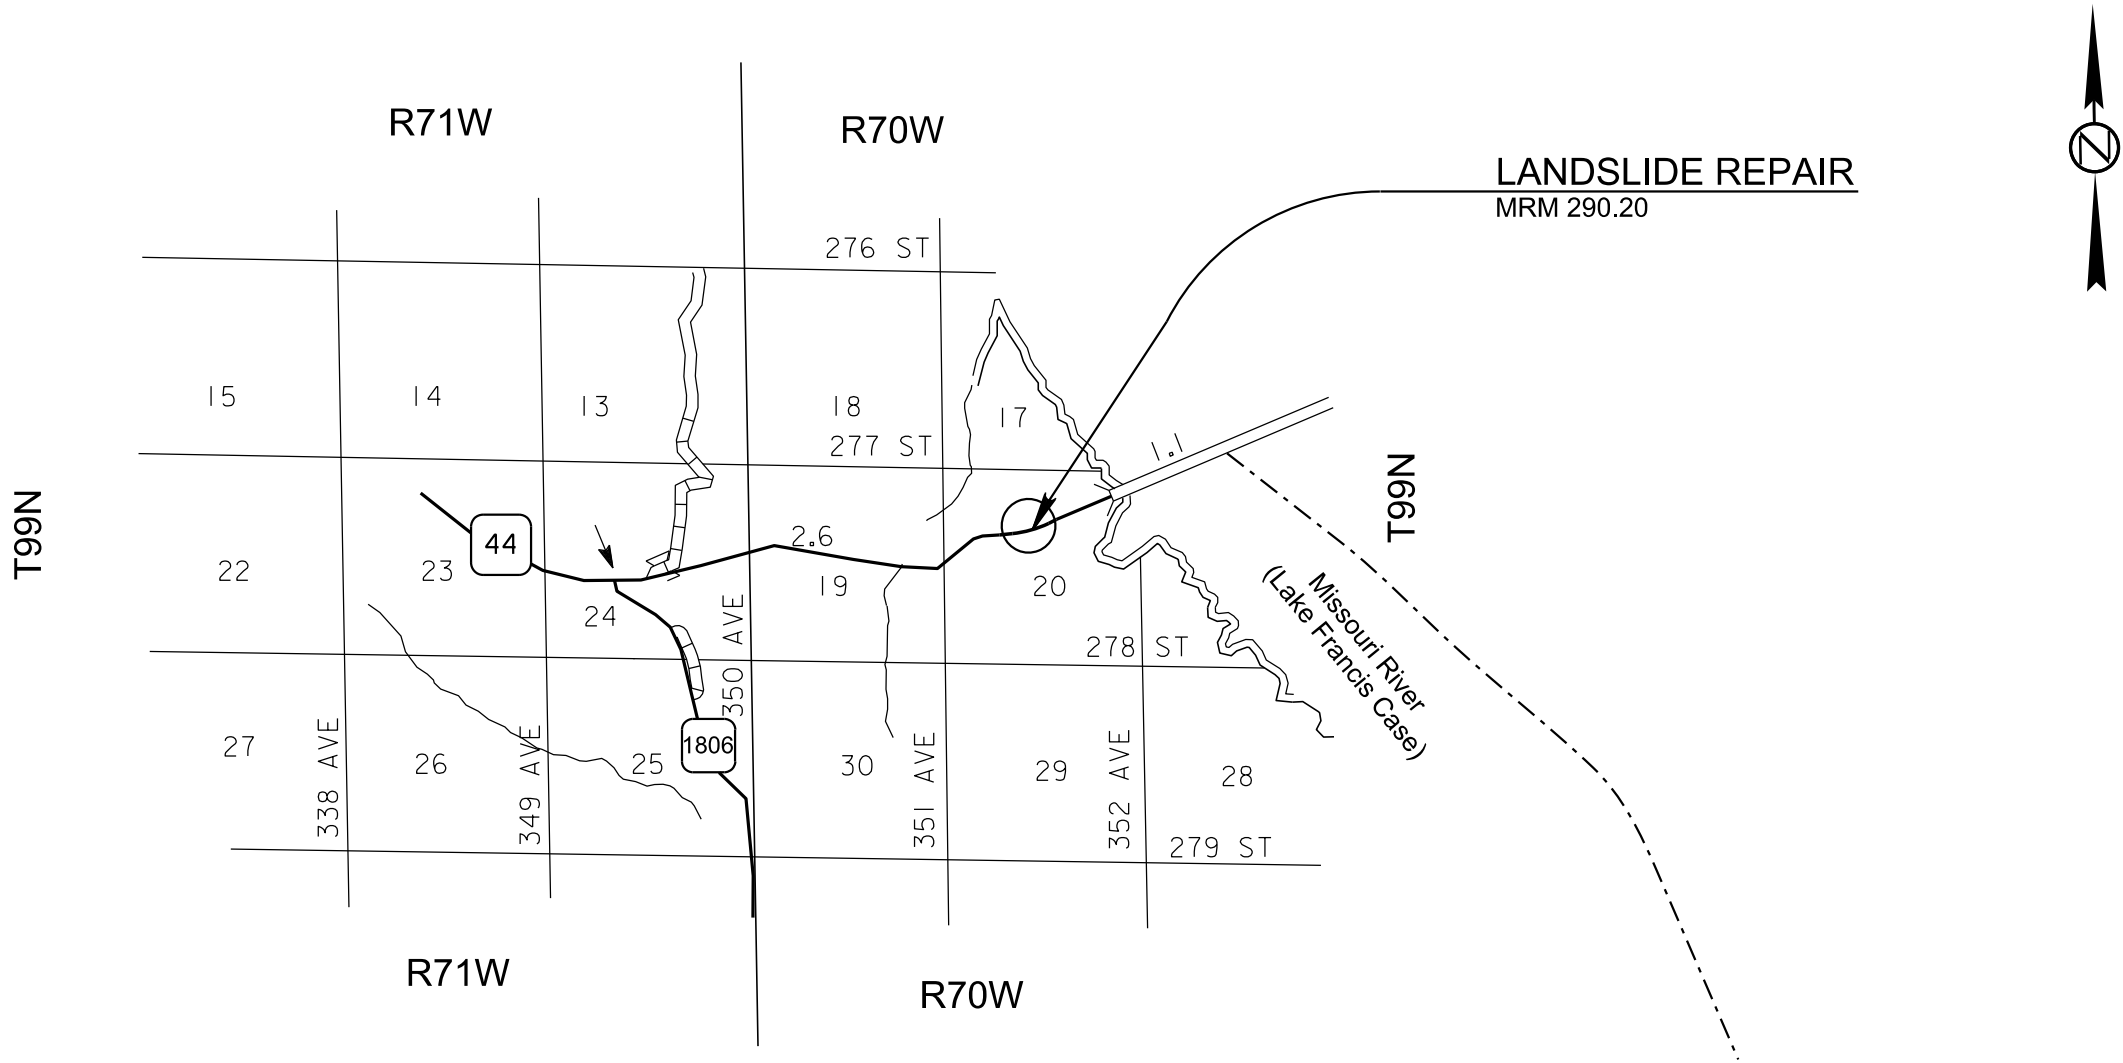 R71W
R70W
LANDSLIDE REPAIR
MRM 290.20
N
276 ST
15
14
13
18
17
277 ST
1.1
T99N
T96N
44
2.6
22
23
24
19
20
350 AVE
278 ST
Missouri River
(Lake Francis Case)
27
338 AVE
26
349 AVE
25
1806
30
351 AVE
29
352 AVE
28
279 ST
R71W
R70W